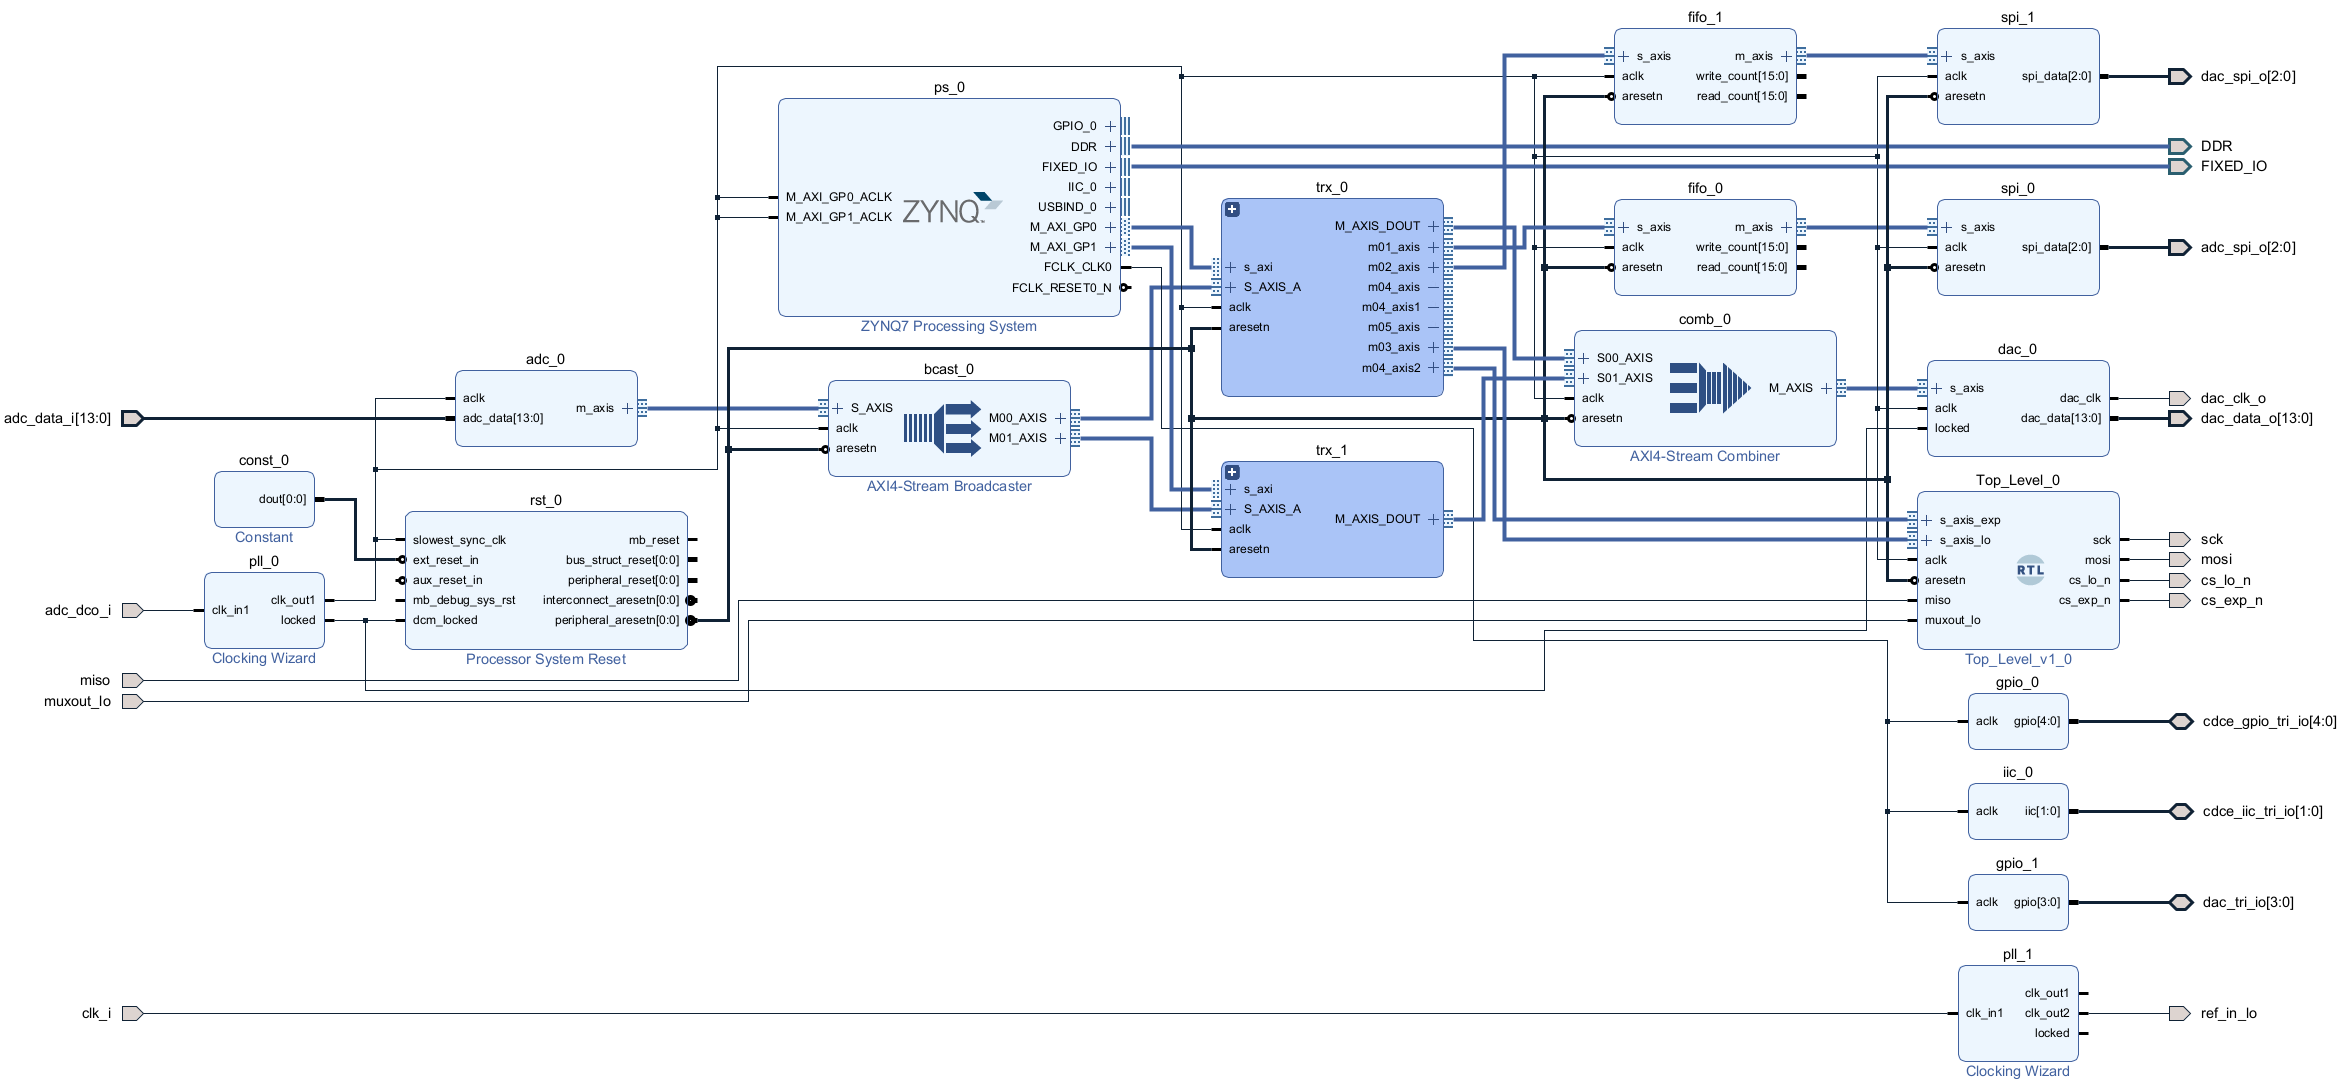 adc_data_i[13:0]
adc_dco_i
miso
muxout_lo
clk_i
const_0
dout[0:0]
Constant
pll_0
clk_in1
clk_out1
locked
Clocking Wizard
adc_0
aclk
adc_data[13:0]
m_axis
rst_0
slowest_sync_clk
ext_reset_in
aux_reset_in
mb_debug_sys_rst
dcm_locked
mb_reset
bus_struct_reset[0:0]
peripheral_reset[0:0]
interconnect_aresetn[0:0]
peripheral_aresetn[0:0]
Processor System Reset
ps_0
M_AXI_GP0_ACLK
M_AXI_GP1_ACLK
ZYNQ
GPIO_0
DDR
FIXED_IO
IIC_0
USBIND_0
M_AXI_GP0
M_AXI_GP1
FCLK_CLK0
FCLK_RESET0_N
ZYNQ7 Processing System
bcast_0
S_AXIS
aclk
aresetn
M00_AXIS
M01_AXIS
AXI4-Stream Broadcaster
trx_0
s_axi
S_AXIS_A
aclk
aresetn
M_AXIS_DOUT
m01_axis
m02_axis
m04_axis
m04_axis1
m05_axis
m03_axis
m04_axis2
trx_1
s_axi
S_AXIS_A
aclk
aresetn
M_AXIS_DOUT
fifo_1
s_axis
aclk
aresetn
m_axis
write_count[15:0]
read_count[15:0]
fifo_0
s_axis
aclk
aresetn
m_axis
write_count[15:0]
read_count[15:0]
comb_0
S00_AXIS
S01_AXIS
aclk
aresetn
M_AXIS
AXI4-Stream Combiner
spi_1
s_axis
aclk
aresetn
spi_data[2:0]
spi_0
s_axis
aclk
aresetn
spi_data[2:0]
dac_0
s_axis
aclk
locked
dac_clk
dac_data[13:0]
Top_Level_0
s_axis_exp
s_axis_lo
aclk
aresetn
miso
muxout_lo
RTL
sck
mosi
cs_lo_n
cs_exp_n
Top_Level_v1_0
gpio_0
aclk
gpio[4:0]
iic_0
aclk
iic[1:0]
gpio_1
aclk
gpio[3:0]
pll_1
clk_in1
clk_out1
clk_out2
locked
Clocking Wizard
dac_spi_o[2:0]
DDR
FIXED_IO
adc_spi_o[2:0]
dac_clk_o
dac_data_o[13:0]
sck
mosi
cs_lo_n
cs_exp_n
cdce_gpio_tri_io[4:0]
cdce_iic_tri_io[1:0]
dac_tri_io[3:0]
ref_in_lo